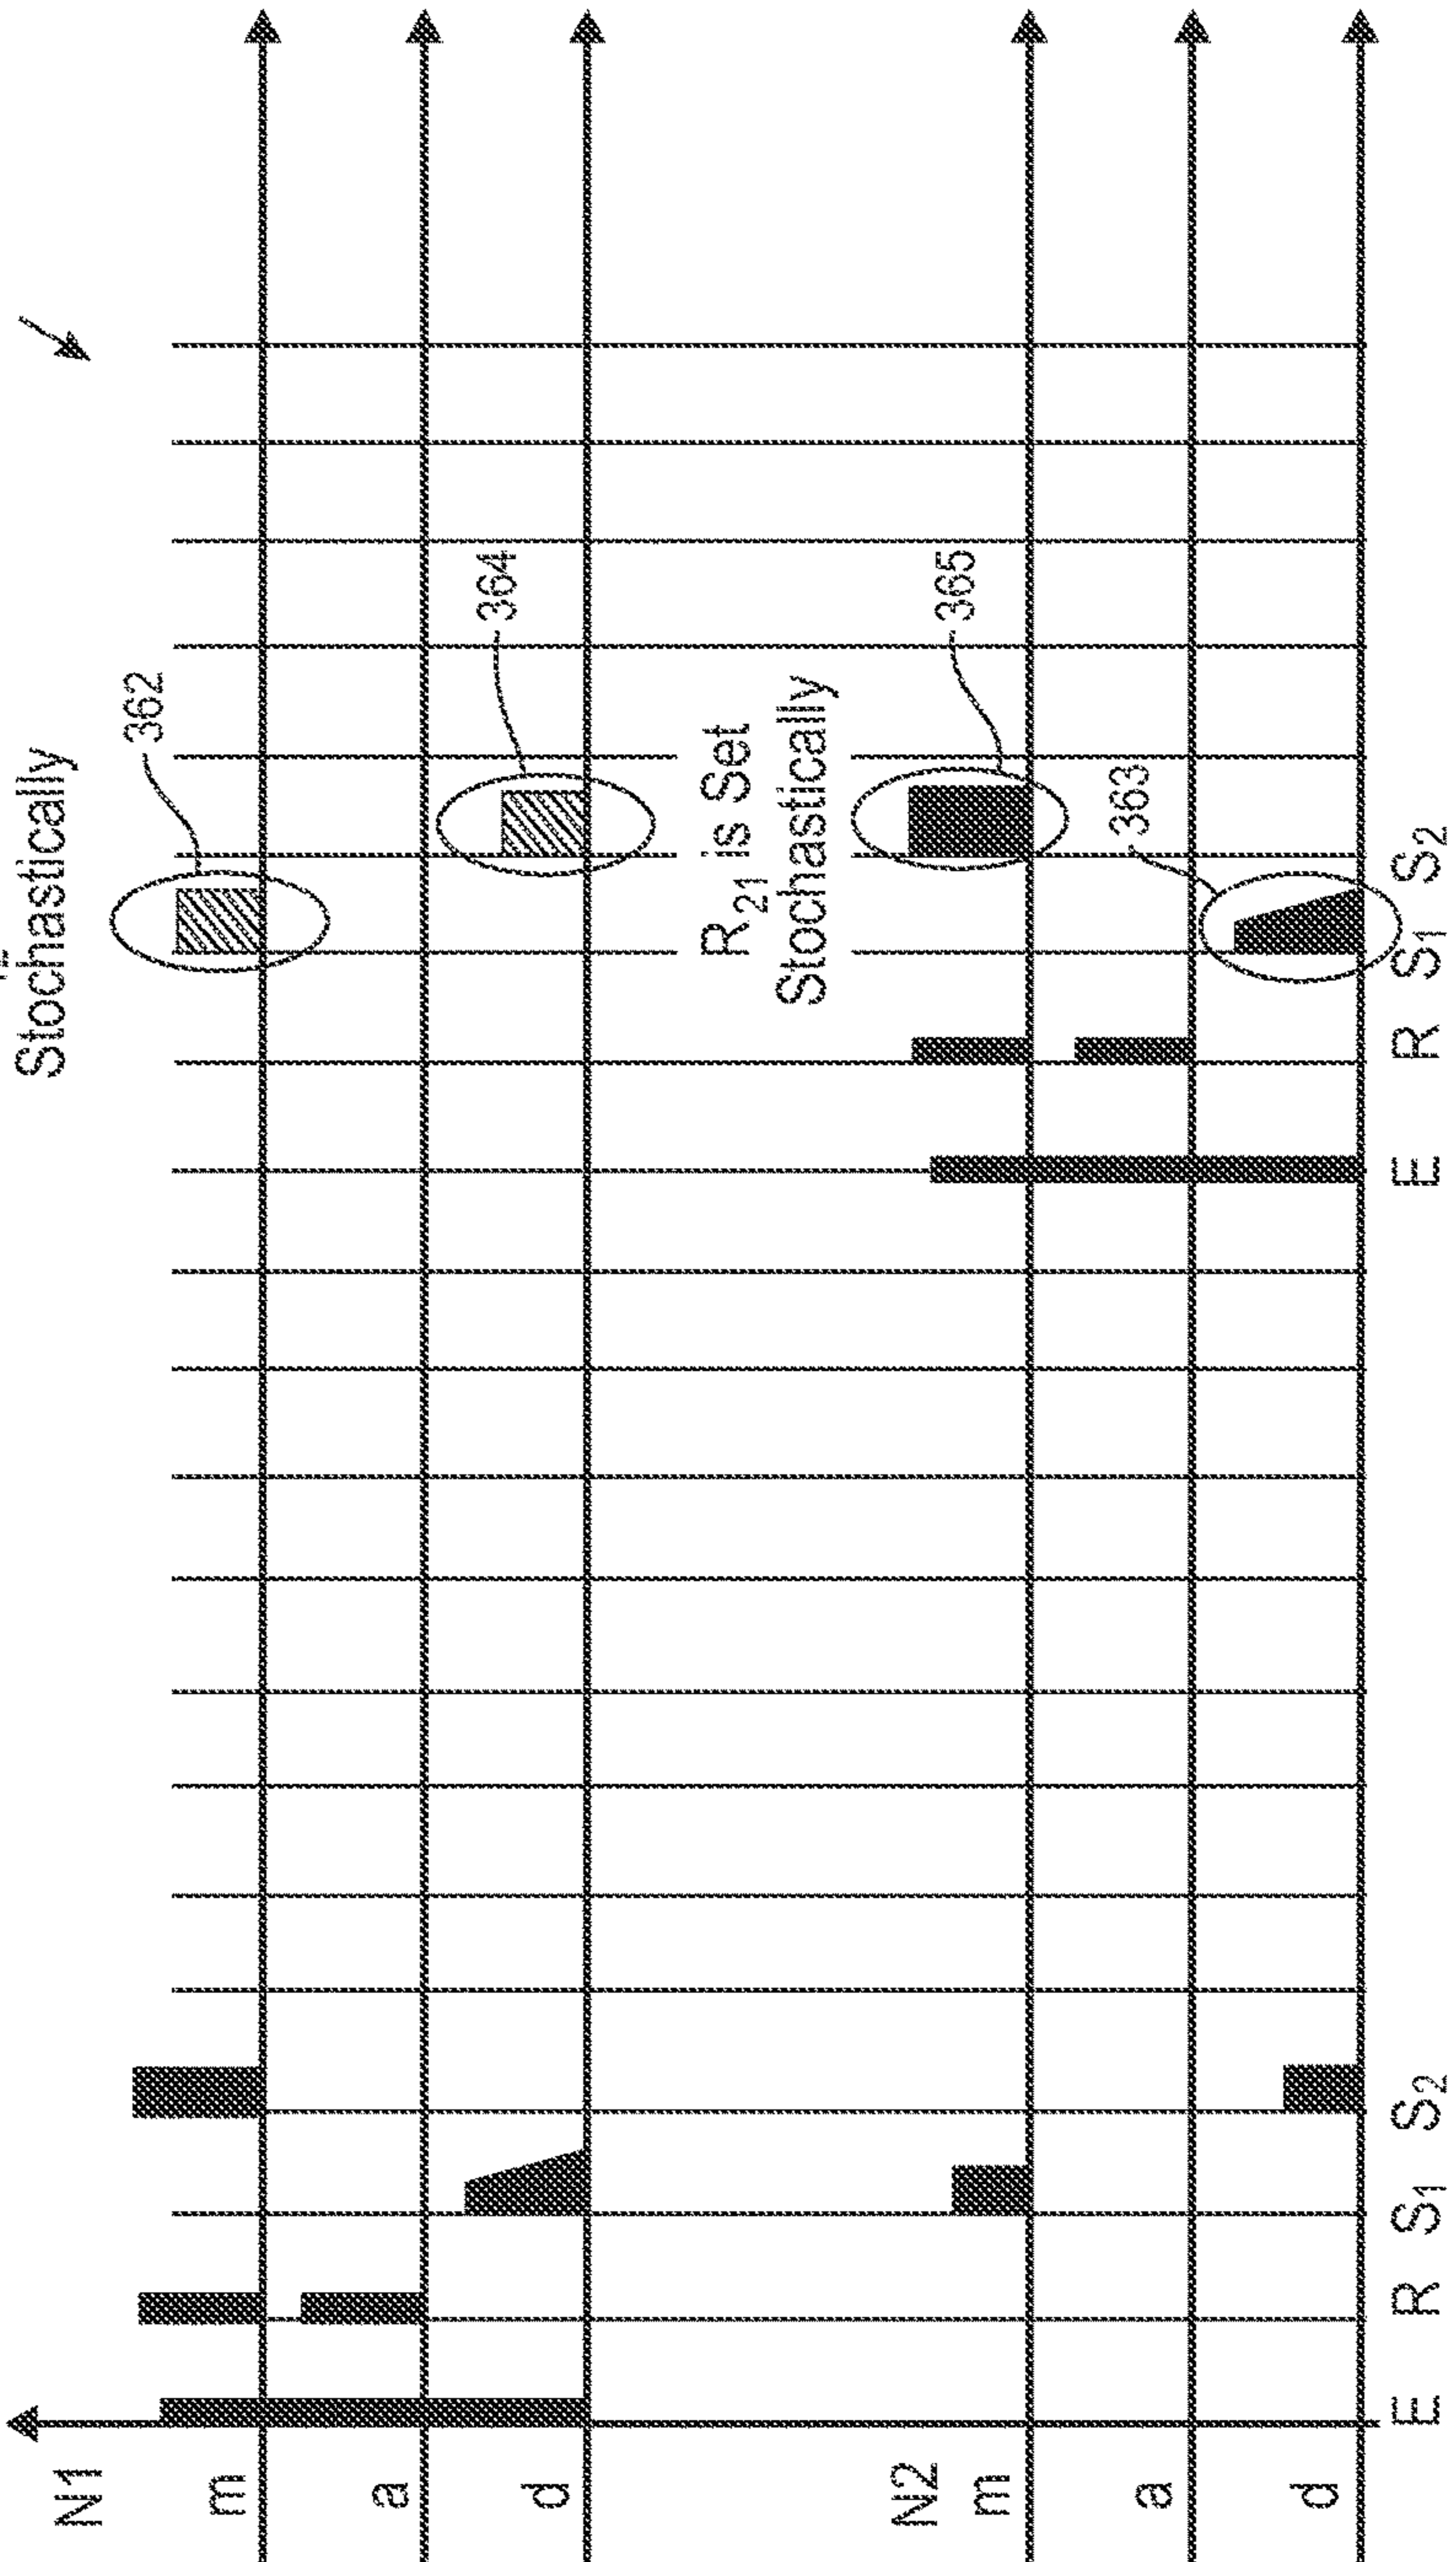 Stochastically
362
N1
m
a
364
d
R21 is Set
Stochastically
N2
365
m
a
363
d
E R S1 S2 E R S1 S2